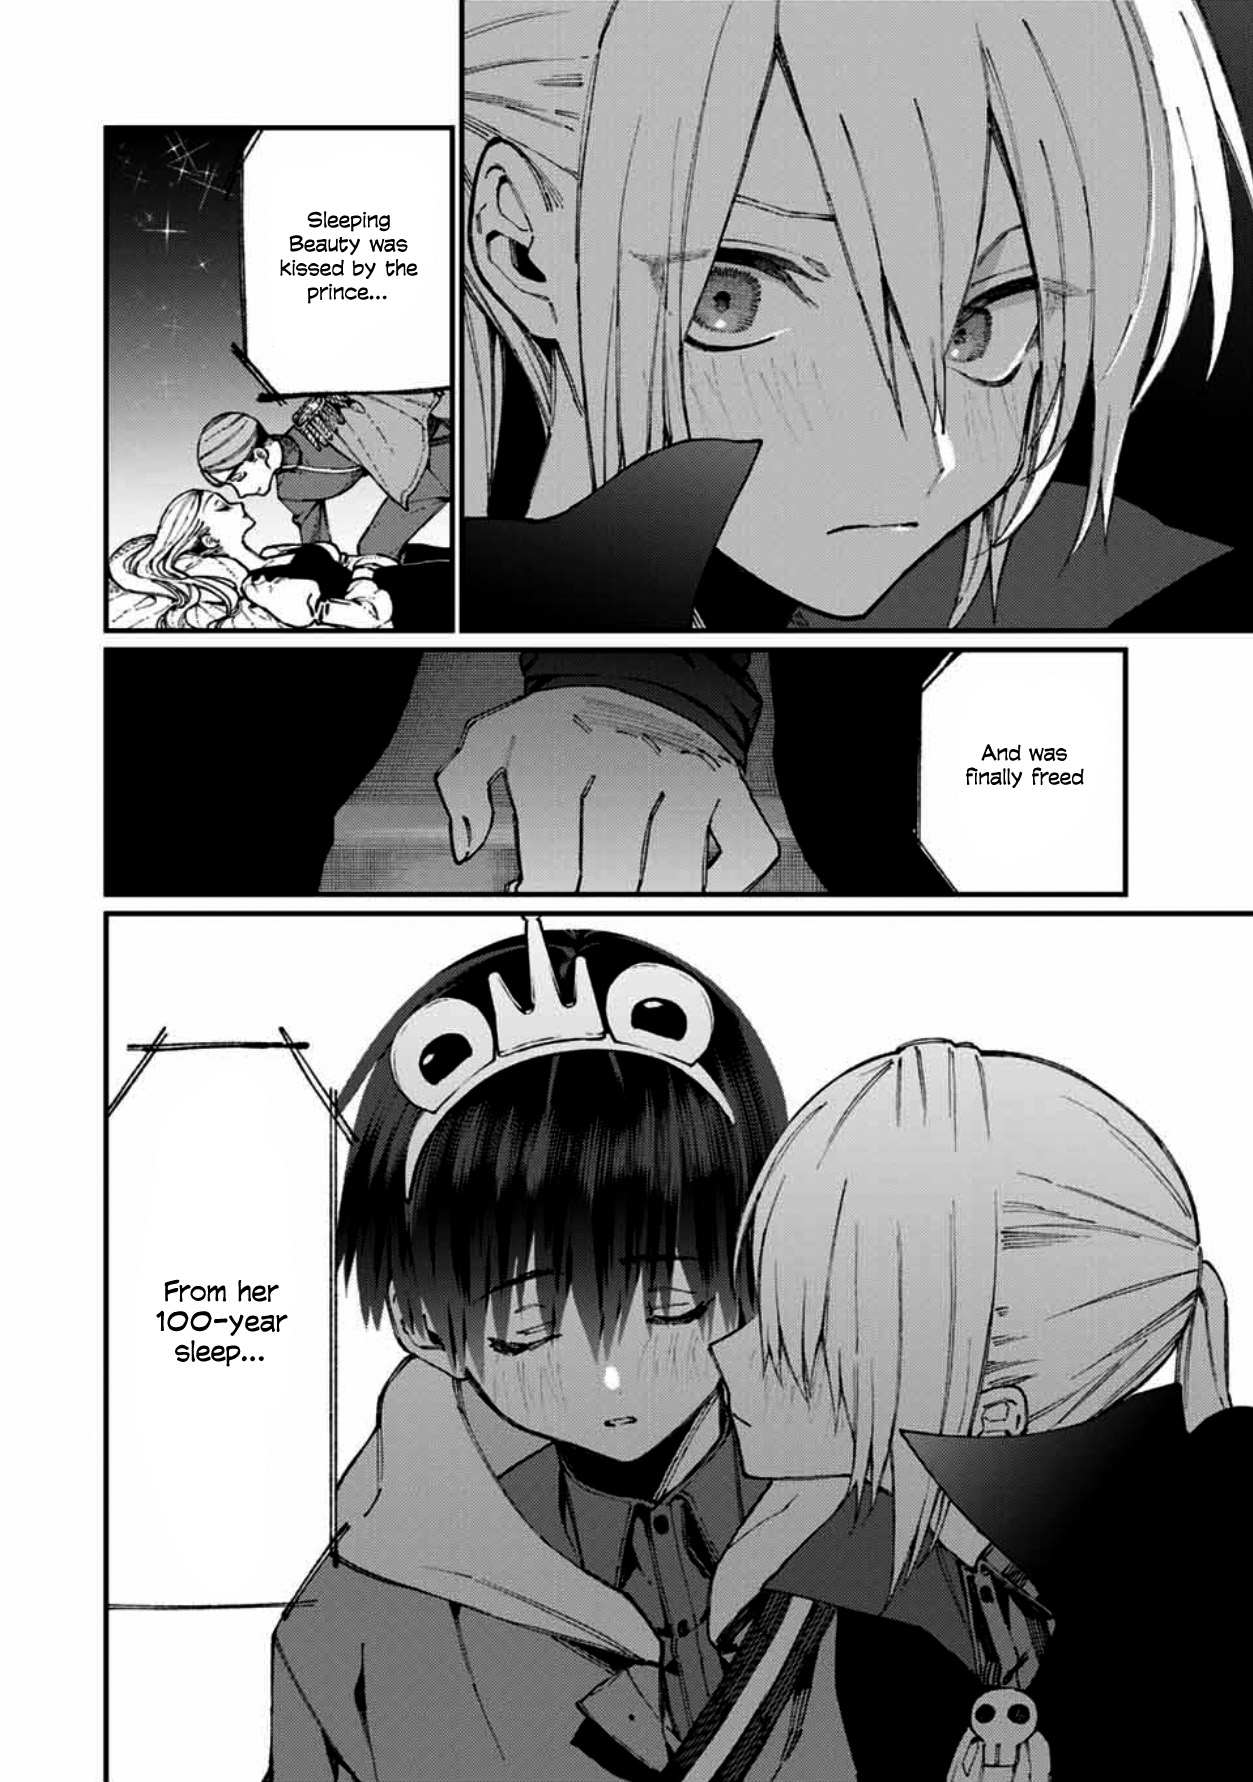 Sleeping
Beauty was
kissed by the
prince...
And was
finally freed
From her
100-year
sleep...